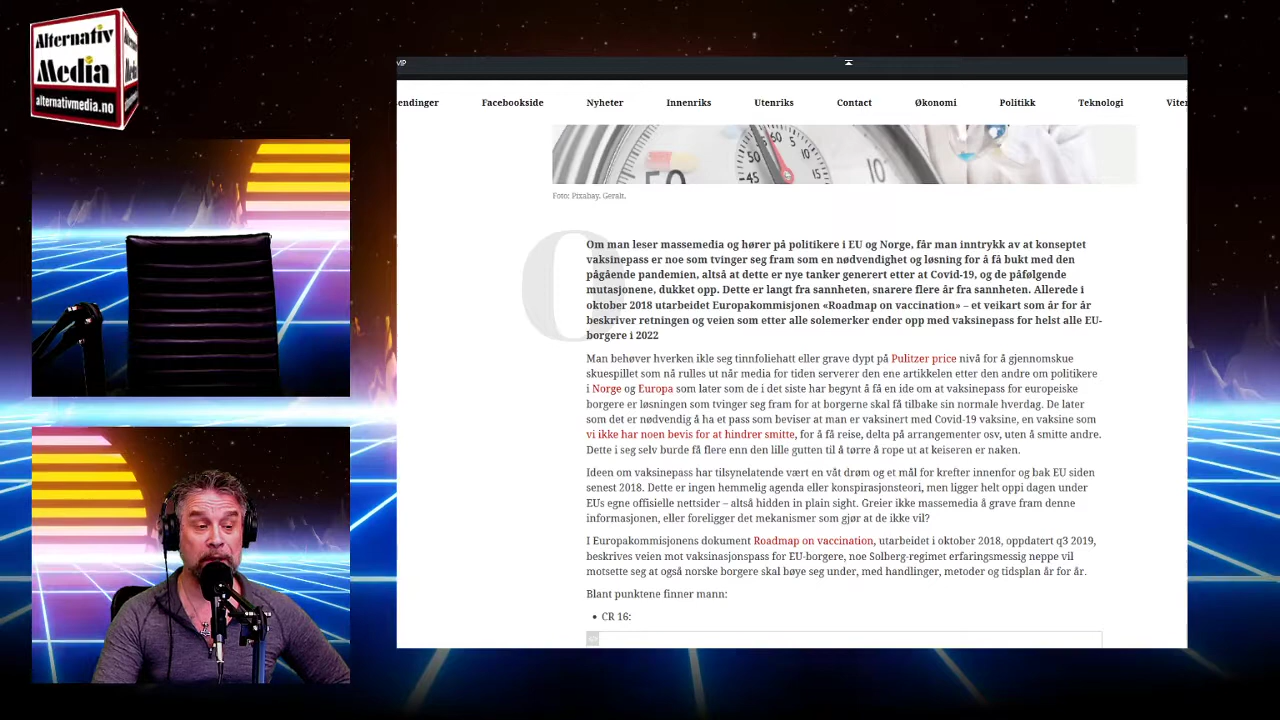 Alternativ
Media
alternativmedia.no
VIP
sendinger Facebookside Nyheter Innenriks Utenriks Contact Økonomi Politikk Teknologi Viten
60
5
10
15
45
50
10
Foto: Pixabay. Geralt.
O
Om man leser massemedia og hører på politikere i EU og Norge, får man inntrykk av at konseptet
vaksinepass er noe som tvinger seg fram som en nødvendighet og løsning for å få bukt med den
pågående pandemien, altså at dette er nye tanker generert etter at Covid-19, og de påfølgende
mutasjonene, dukket opp. Dette er langt fra sannheten, snarere flere år fra sannheten. Allerede i
oktober 2018 utarbeidet Europakommisjonen «Roadmap on vaccination» – et veikart som år for år
beskriver retningen og veien som etter alle solemerker ender opp med vaksinepass for helst alle EU-
borgere i 2022
Man behøver hverken ikle seg tinnfoliehatt eller grave dypt på Pulitzer price nivå for å gjennomskue
skuespillet som nå rulles ut når media for tiden serverer den ene artikkelen etter den andre om politikere
i Norge og Europa som later som de i det siste har begynt å få en ide om at vaksinepass for europeiske
borgere er løsningen som tvinger seg fram for at borgerne skal få tilbake sin normale hverdag. De later
som det er nødvendig å ha et pass som beviser at man er vaksinert med Covid-19 vaksine, en vaksine som
vi ikke har noen bevis for at hindrer smitte, for å få reise, delta på arrangementer osv, uten å smitte andre.
Dette i seg selv burde få flere enn den lille gutten til å tørre å rope ut at keiseren er naken.
Ideen om vaksinepass har tilsynelatende vært en våt drøm og et mål for krefter innenfor og bak EU siden
senest 2018. Dette er ingen hemmelig agenda eller konspirasjonsteori, men ligger helt oppi dagen under
EUs egne offisielle nettsider – altså hidden in plain sight. Greier ikke massemedia å grave fram denne
informasjonen, eller foreligger det mekanismer som gjør at de ikke vil?
I Europakommisjonens dokument Roadmap on vaccination, utarbeidet i oktober 2018, oppdatert q3 2019,
beskrives veien mot vaksinasjonspass for EU-borgere, noe Solberg-regimet erfaringsmessig neppe vil
motsette seg at også norske borgere skal bøye seg under, med handlinger, metoder og tidsplan år for år.
Blant punktene finner mann:
• CR 16: